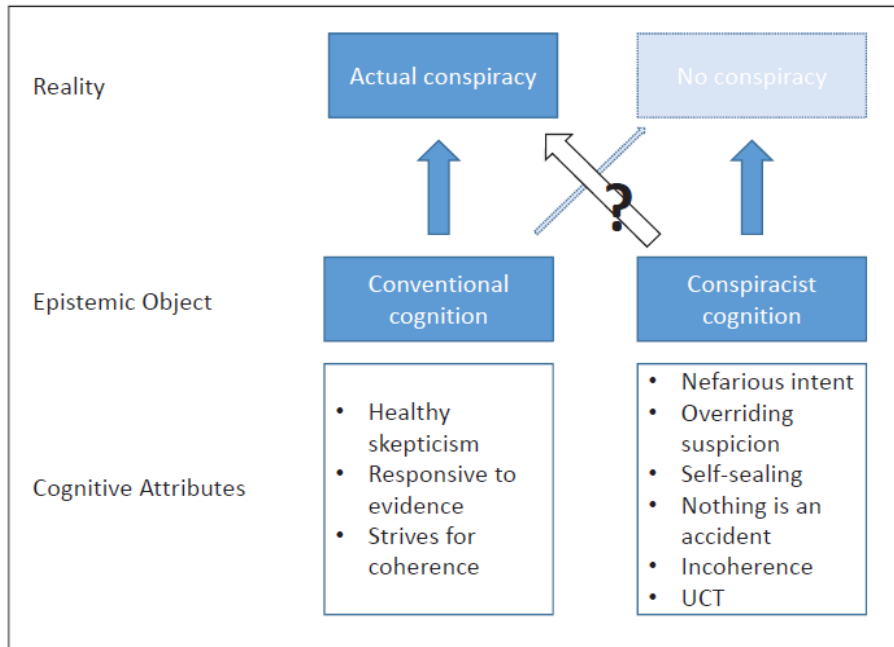 Reality
Actual conspiracy
No conspiracy
?
Epistemic Object
Conventional
cognition
Conspiracist
cognition
Cognitive Attributes
• Healthy
skepticism
• Responsive to
evidence
• Strives for
coherence
• Nefarious intent
• Overriding
suspicion
• Self-sealing
• Nothing is an
accident
• Incoherence
• UCT